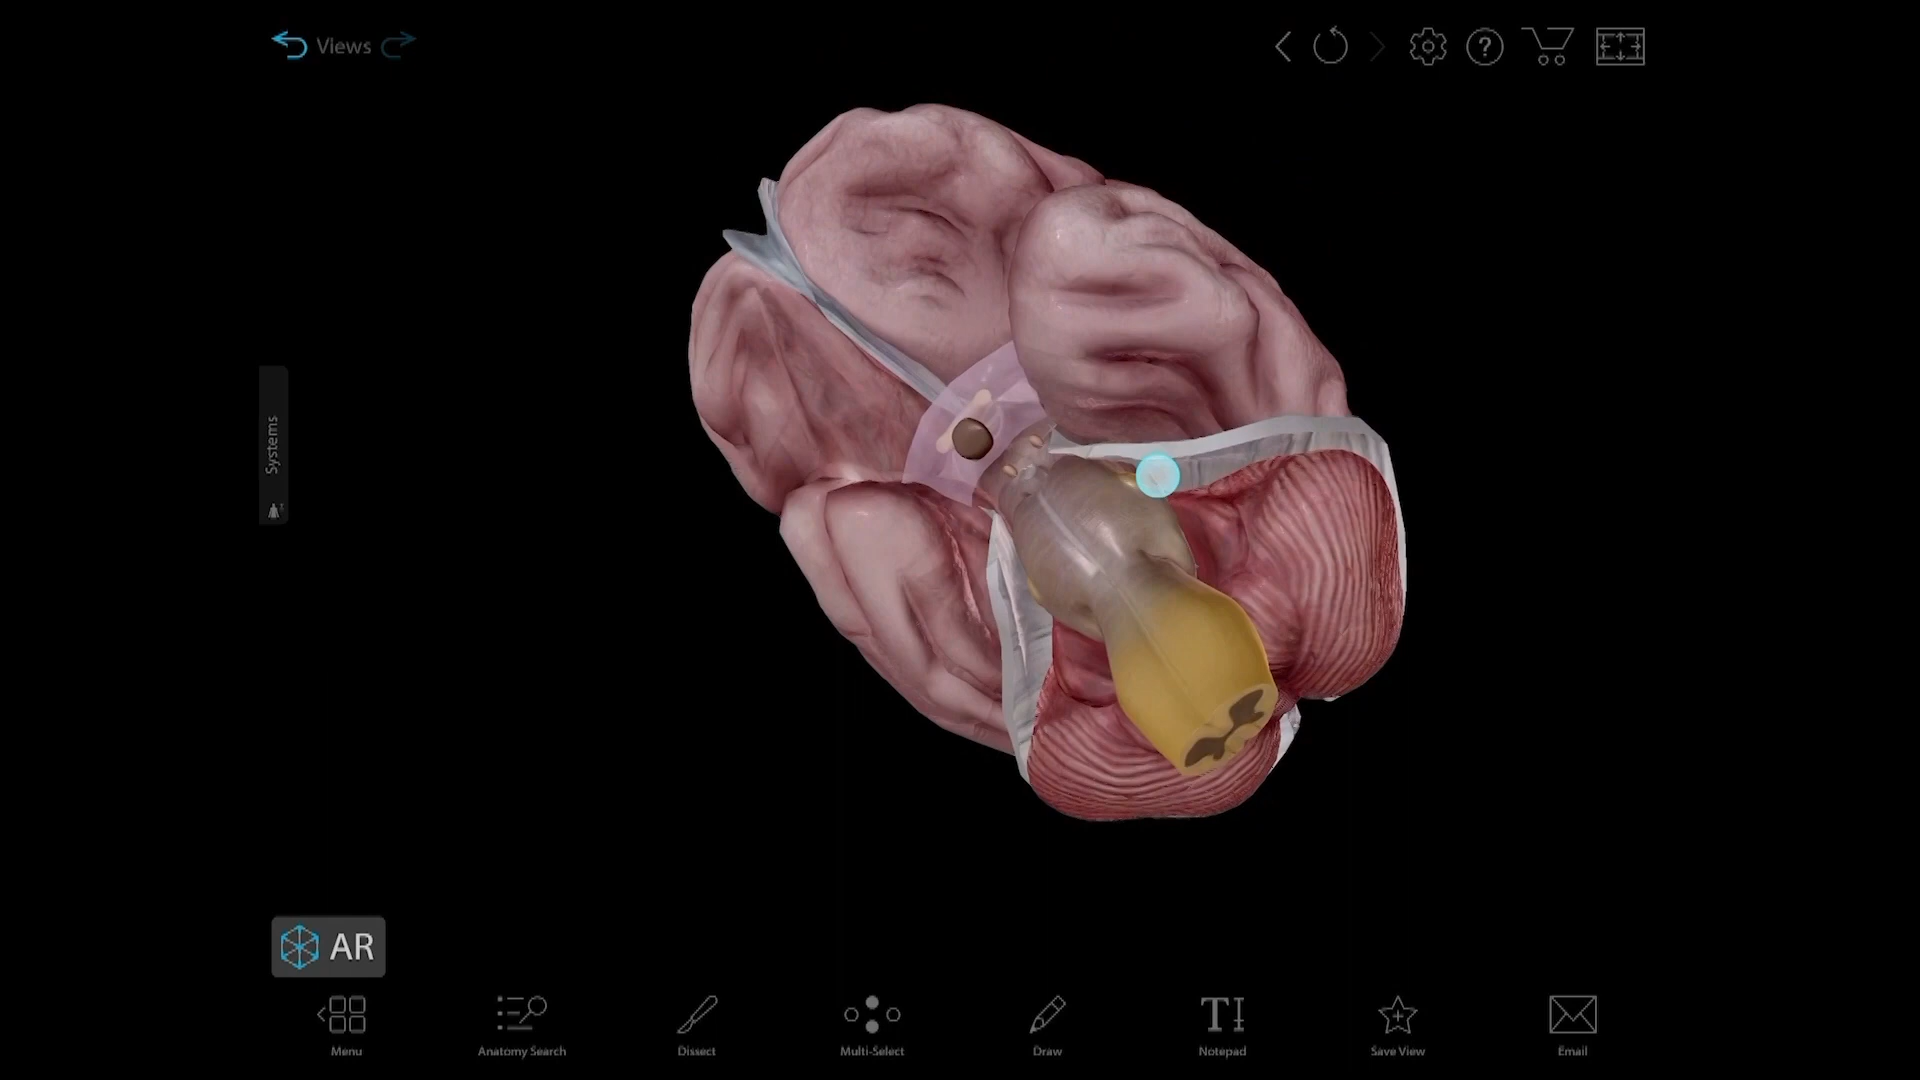 Views
?
Systems
AR
Menu
Anatomy Search
Dissect
Multi-Select
Draw
Notepad
Save View
Email